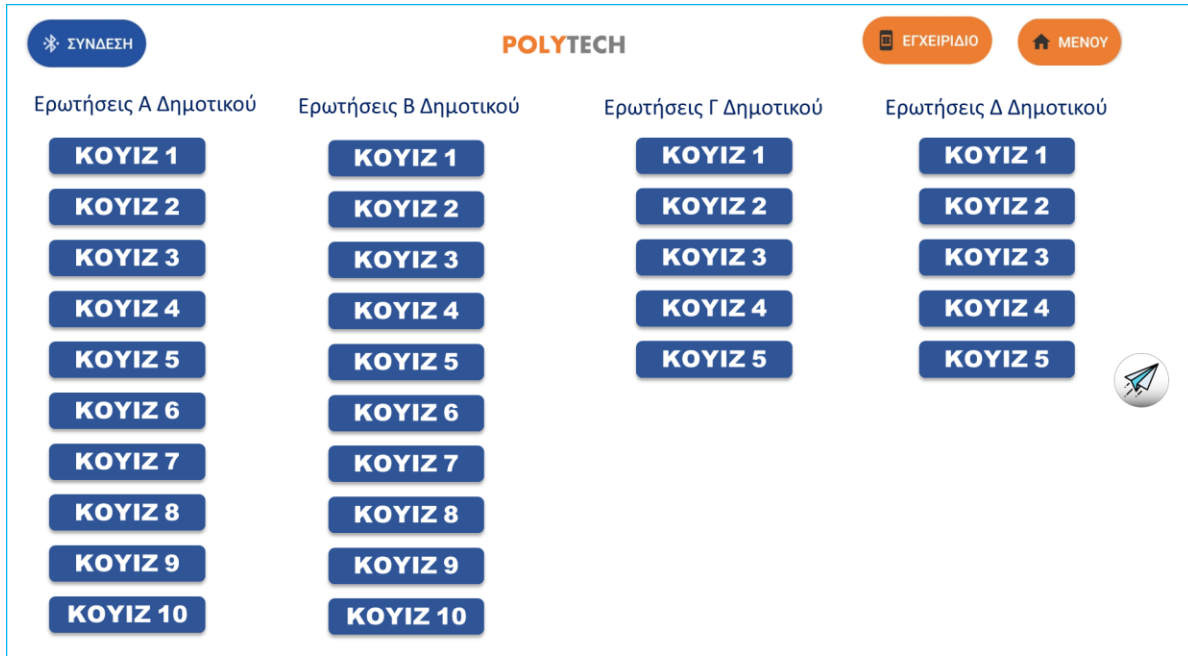 ΣΥΝΔΕΣΗ
POLYTECH
ΕΓΧΕΙΡΙΔΙΟ
ΜΕΝΟΥ
Ερωτήσεις Α Δημοτικού
ΚΟΥΙΖ 1
ΚΟΥΙΖ 2
ΚΟΥΙΖ 3
ΚΟΥΙΖ 4
ΚΟΥΙΖ 5
ΚΟΥΙΖ 6
ΚΟΥΙΖ 7
ΚΟΥΙΖ 8
ΚΟΥΙΖ 9
ΚΟΥΙΖ 10
Ερωτήσεις Β Δημοτικού
ΚΟΥΙΖ 1
ΚΟΥΙΖ 2
ΚΟΥΙΖ 3
ΚΟΥΙΖ 4
ΚΟΥΙΖ 5
ΚΟΥΙΖ 6
ΚΟΥΙΖ 7
ΚΟΥΙΖ 8
ΚΟΥΙΖ 9
ΚΟΥΙΖ 10
Ερωτήσεις Γ Δημοτικού
ΚΟΥΙΖ 1
ΚΟΥΙΖ 2
ΚΟΥΙΖ 3
ΚΟΥΙΖ 4
ΚΟΥΙΖ 5
Ερωτήσεις Δ Δημοτικού
ΚΟΥΙΖ 1
ΚΟΥΙΖ 2
ΚΟΥΙΖ 3
ΚΟΥΙΖ 4
ΚΟΥΙΖ 5